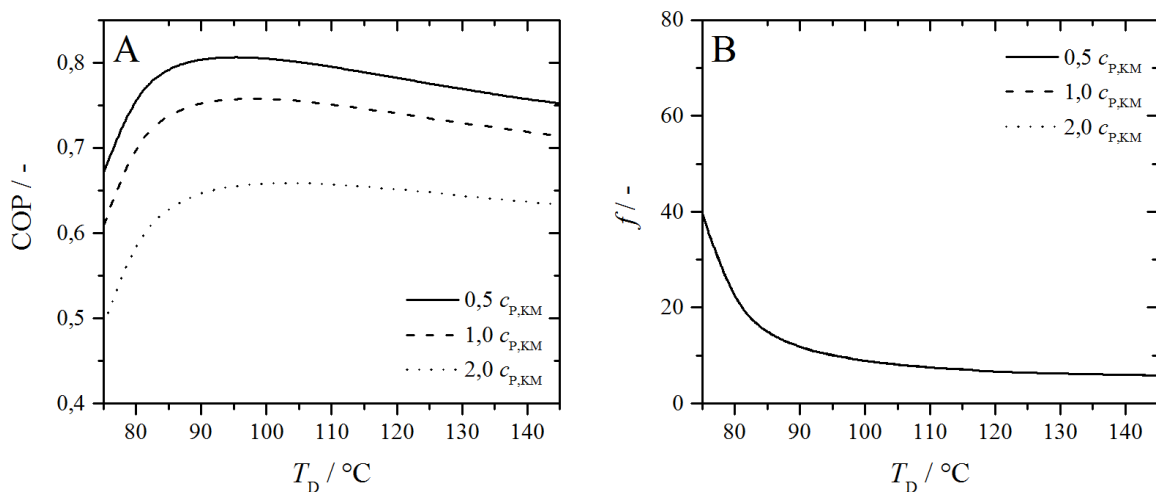 A
0,8
0,7
0,6
0,5
0,4
COP / -
0,5 c_P,KM
1,0 c_P,KM
2,0 c_P,KM
80 90 100 110 120 130 140
T_D / °C
B
80
60
40
20
0
f / -
0,5 c_P,KM
1,0 c_P,KM
2,0 c_P,KM
80 90 100 110 120 130 140
T_D / °C